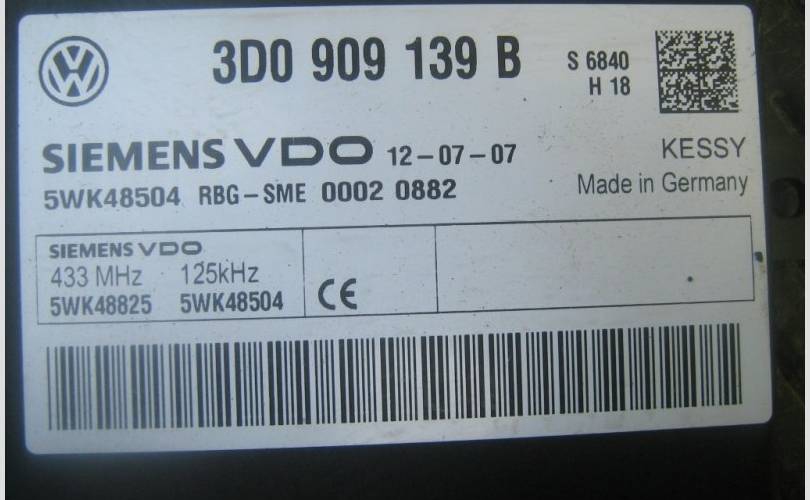 3D0 909 139 B
S 6840
H 18
SIEMENS VDO 12-07-07
KESSY
5WK48504 RBG-SME 0002 0882
Made in Germany
SIEMENS VDO
433 MHz 125kHz
5WK48825 5WK48504
CE